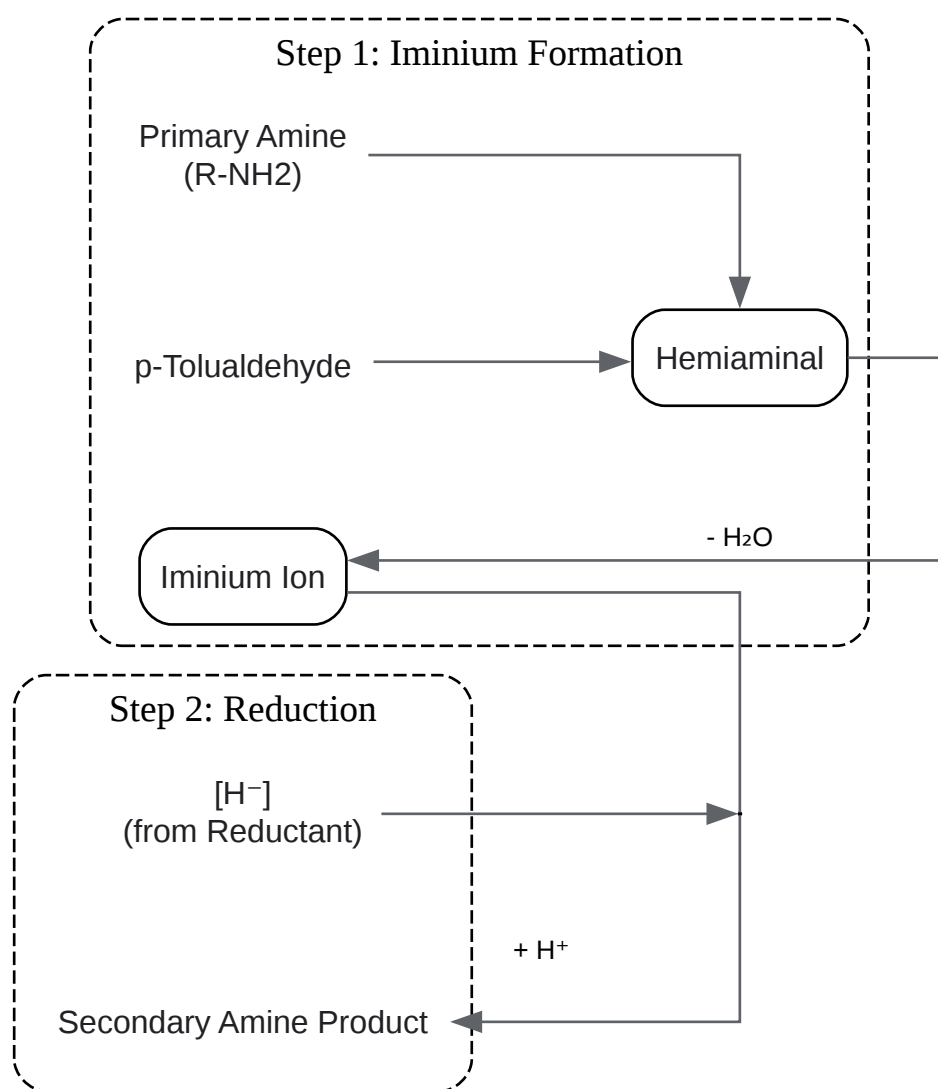 Step 1: Iminium Formation
Primary Amine
(R-NH2)
p-Tolualdehyde
Hemiaminal
- H₂O
Iminium Ion
Step 2: Reduction
[H⁻]
(from Reductant)
+ H⁺
Secondary Amine Product